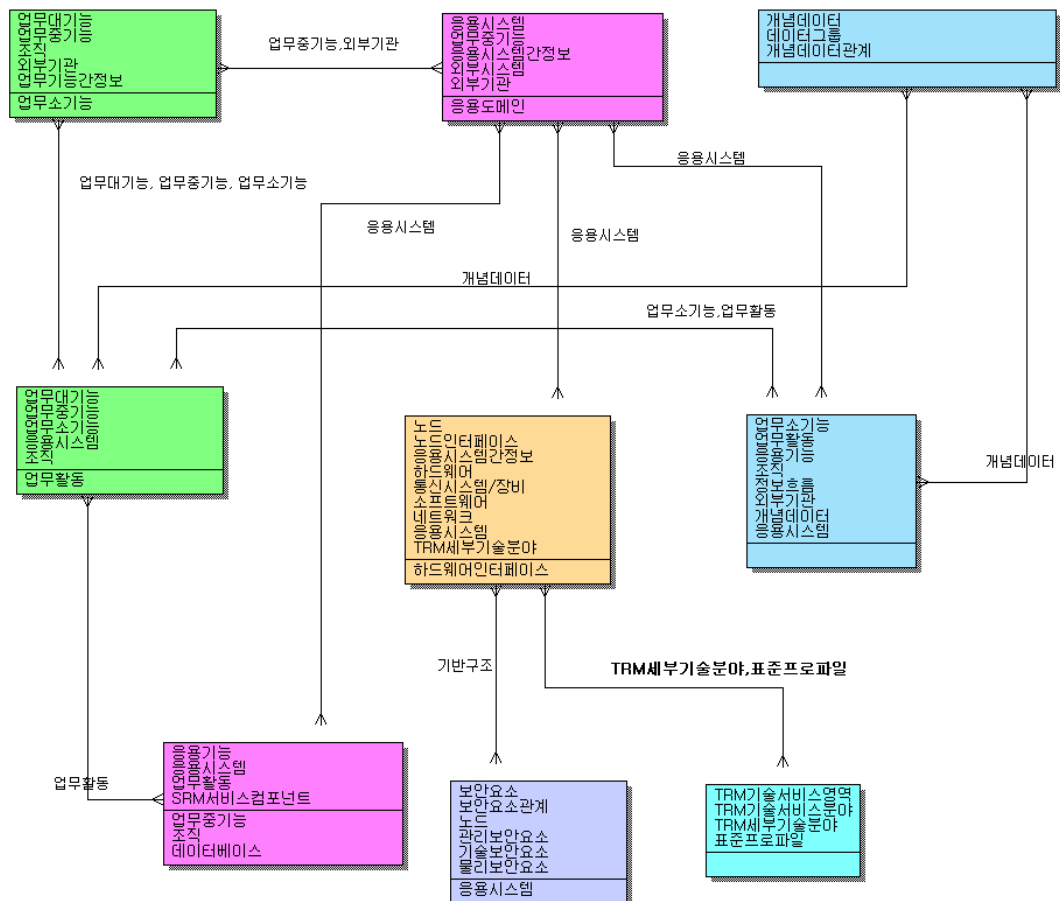 업무대기능
업무중기능
조직
외부기관
업무기능간정보
업무소기능
업무중기능,외부기관
응용시스템
업무중기능
응용시스템간정보
외부시스템
외부기관
응용도메인
개념데이터
데이터그룹
개념데이터관계
업무대기능, 업무중기능, 업무소기능
응용시스템
응용시스템
응용시스템
개념데이터
업무소기능,업무활동
업무대기능
업무중기능
업무소기능
응용시스템
조직
업무활동
노드
노드인터페이스
응용시스템간정보
하드웨어
통신시스템/장비
소프트웨어
네트워크
응용시스템
TRM세부기술분야
하드웨어인터페이스
업무소기능
업무활동
응용기능
조직
정보흐름
외부기관
개념데이터
응용시스템
개념데이터
기반구조
TRM세부기술분야,표준프로파일
업무활동
응용기능
응용시스템
업무활동
SRM서비스컴포넌트
업무중기능
조직
데이터베이스
보안요소
보안요소관계
노드
관리보안요소
기술보안요소
물리보안요소
응용시스템
TRM기술서비스영역
TRM기술서비스분야
TRM세부기술분야
표준프로파일